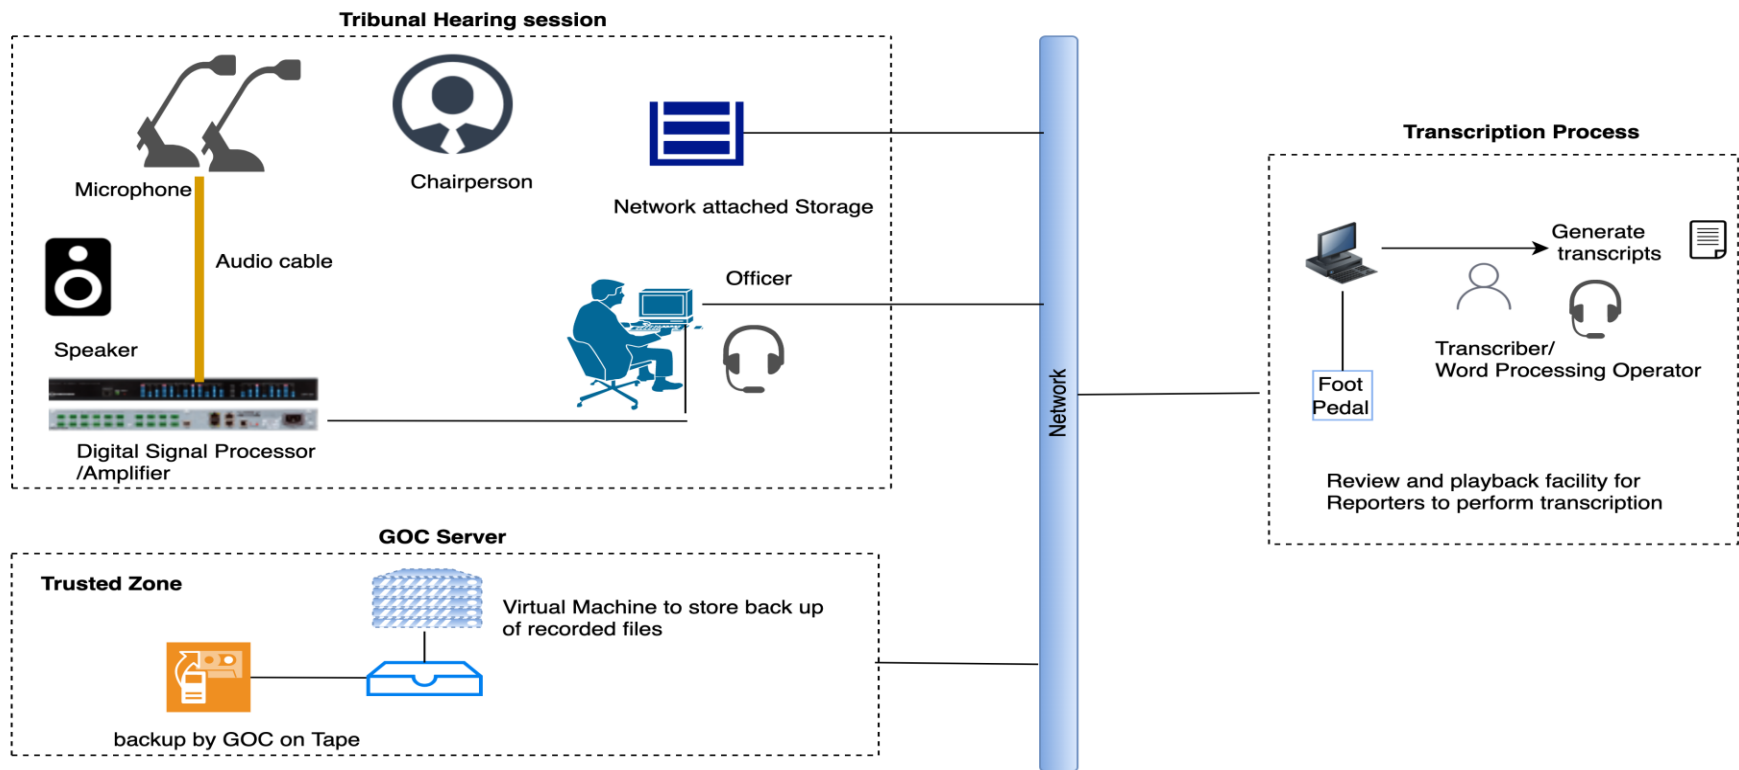 Tribunal Hearing session
Microphone
Chairperson
Network attached Storage
Audio cable
Officer
Speaker
Digital Signal Processor
/Amplifier
Network
Transcription Process
Generate
transcripts
Transcriber/
Word Processing Operator
Foot
Pedal
Review and playback facility for
Reporters to perform transcription
GOC Server
Trusted Zone
Virtual Machine to store back up
of recorded files
backup by GOC on Tape